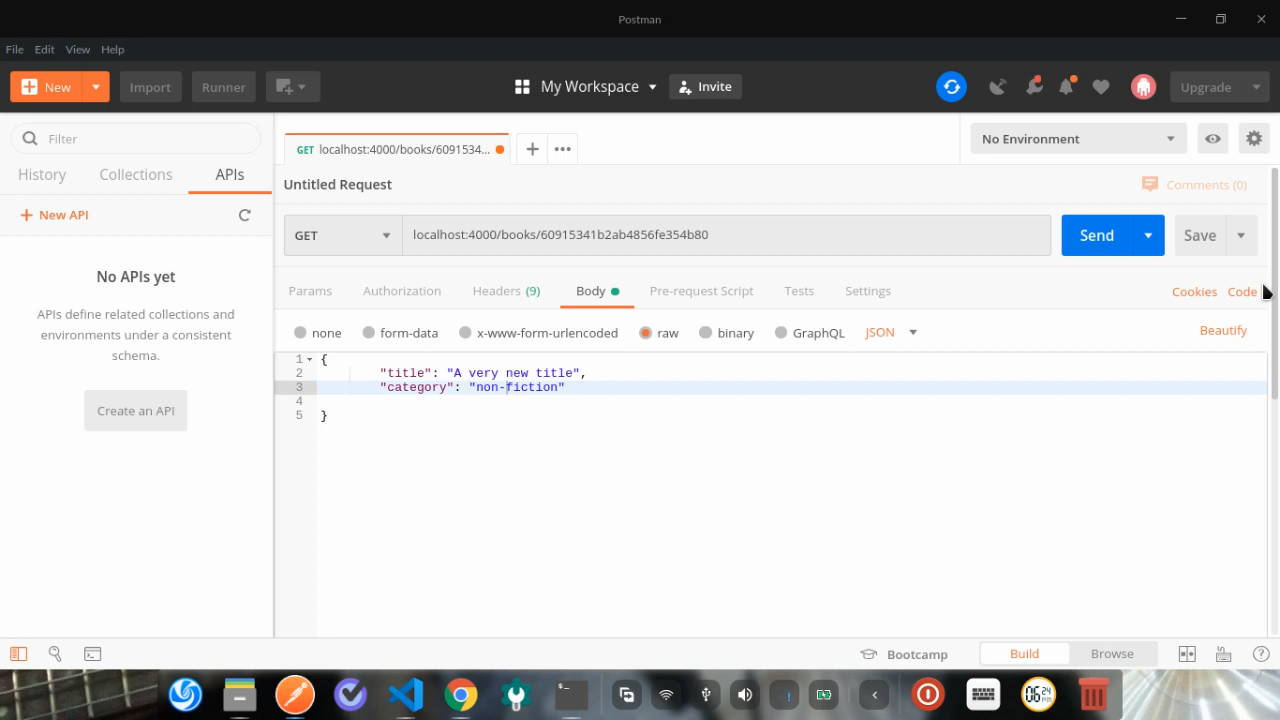 Postman
File Edit View Help
New Import Runner My Workspace Invite Upgrade
Filter
History Collections APIs
New API
No APIs yet
APIs define related collections and
environments under a consistent
schema.
Create an API
GET localhost:4000/books/6091534...
No Environment
Untitled Request
Comments (0)
GET localhost:4000/books/60915341b2ab4856fe354b80 Send Save
Params Authorization Headers (9) Body Pre-request Script Tests Settings Cookies Code
none form-data x-www-form-urlencoded raw binary GraphQL JSON Beautify
1 {
2 "title": "A very new title",
3 "category": "non-fiction"
4
5 }
Bootcamp Build Browse
06 24 PM